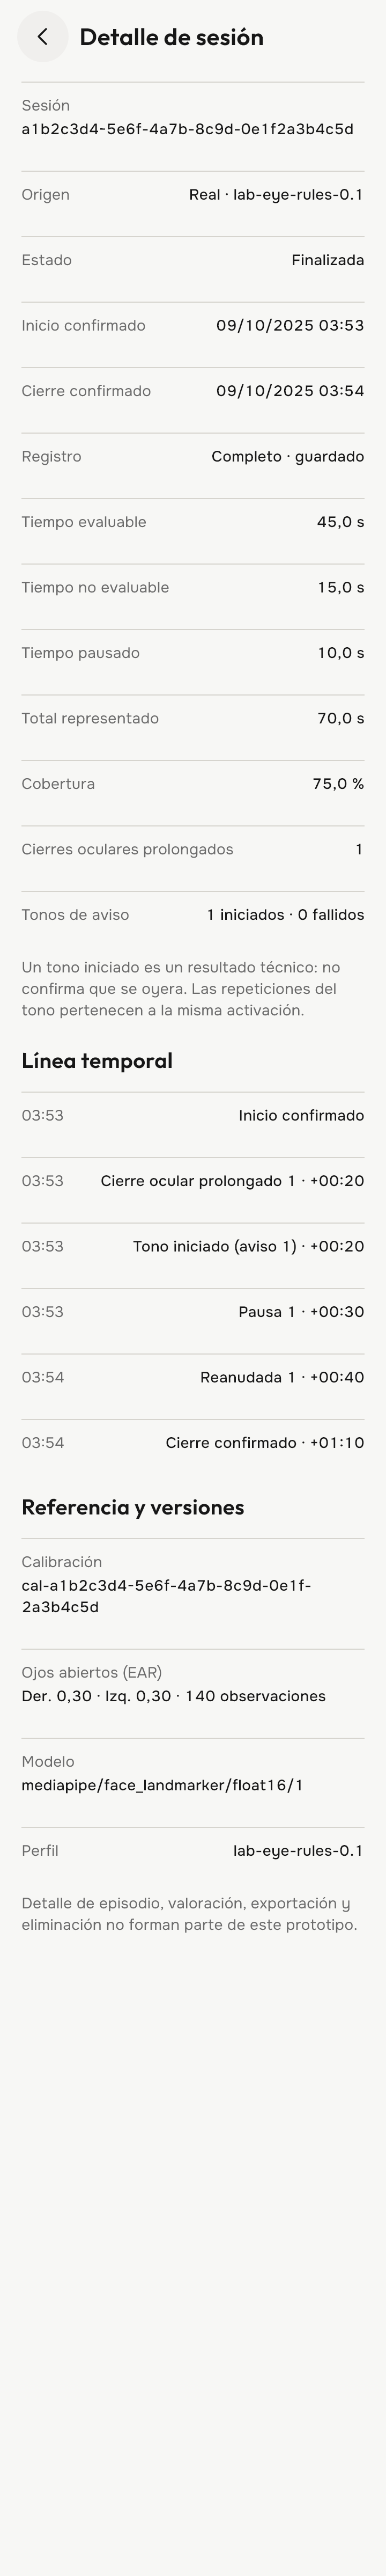 Detalle de sesión
Sesión
a1b2c3d4-5e6f-4a7b-8c9d-0e1f2a3b4c5d
Origen Real · lab-eye-rules-0.1
Estado Finalizada
Inicio confirmado 09/10/2025 03:53
Cierre confirmado 09/10/2025 03:54
Registro Completo · guardado
Tiempo evaluable 45,0 s
Tiempo no evaluable 15,0 s
Tiempo pausado 10,0 s
Total representado 70,0 s
Cobertura 75,0 %
Cierres oculares prolongados 1
Tonos de aviso 1 iniciados · 0 fallidos
Un tono iniciado es un resultado técnico: no
confirma que se oyera. Las repeticiones del
tono pertenecen a la misma activación.
Línea temporal
03:53 Inicio confirmado
03:53 Cierre ocular prolongado 1 · +00:20
03:53 Tono iniciado (aviso 1) · +00:20
03:53 Pausa 1 · +00:30
03:54 Reanudada 1 · +00:40
03:54 Cierre confirmado · +01:10
Referencia y versiones
Calibración
cal-a1b2c3d4-5e6f-4a7b-8c9d-0e1f-
2a3b4c5d
Ojos abiertos (EAR)
Der. 0,30 · Izq. 0,30 · 140 observaciones
Modelo
mediapipe/face_landmarker/float16/1
Perfil lab-eye-rules-0.1
Detalle de episodio, valoración, exportación y
eliminación no forman parte de este prototipo.